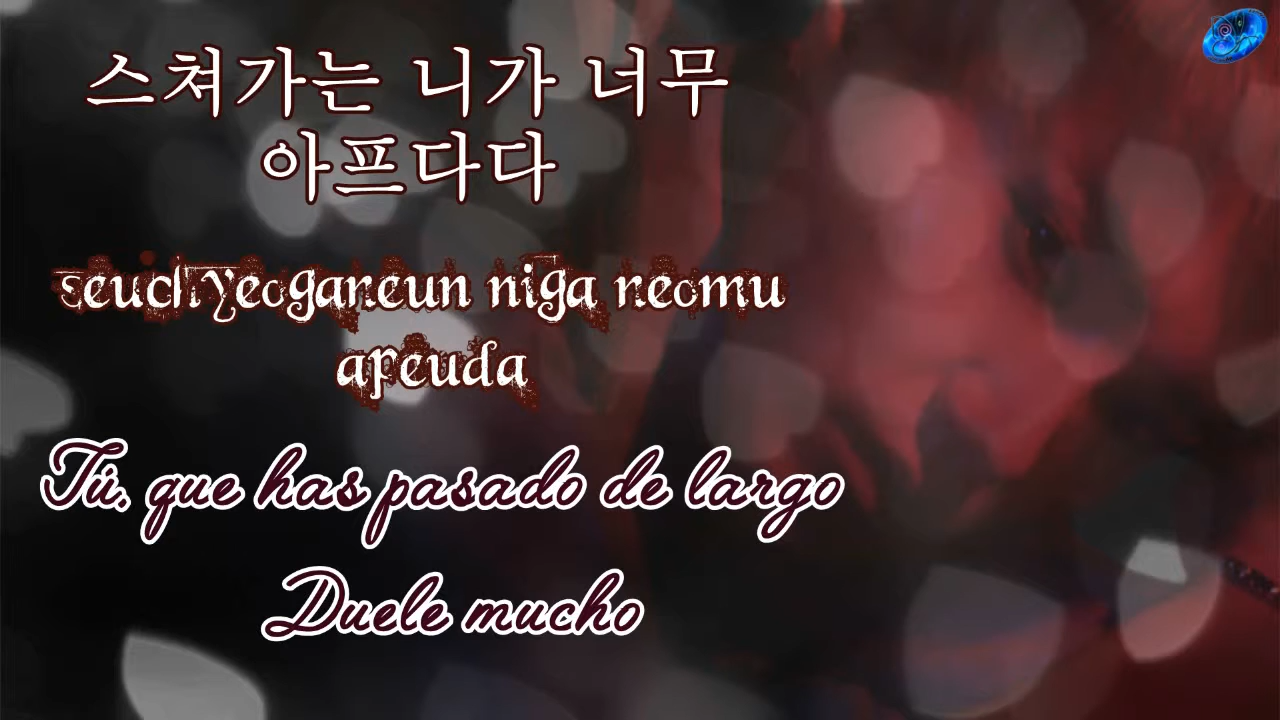 스쳐가는 니가 너무
아프다다
seuchyeoganeun niga neomu
apeuda
Tú, que has pasado de largo
Duele mucho